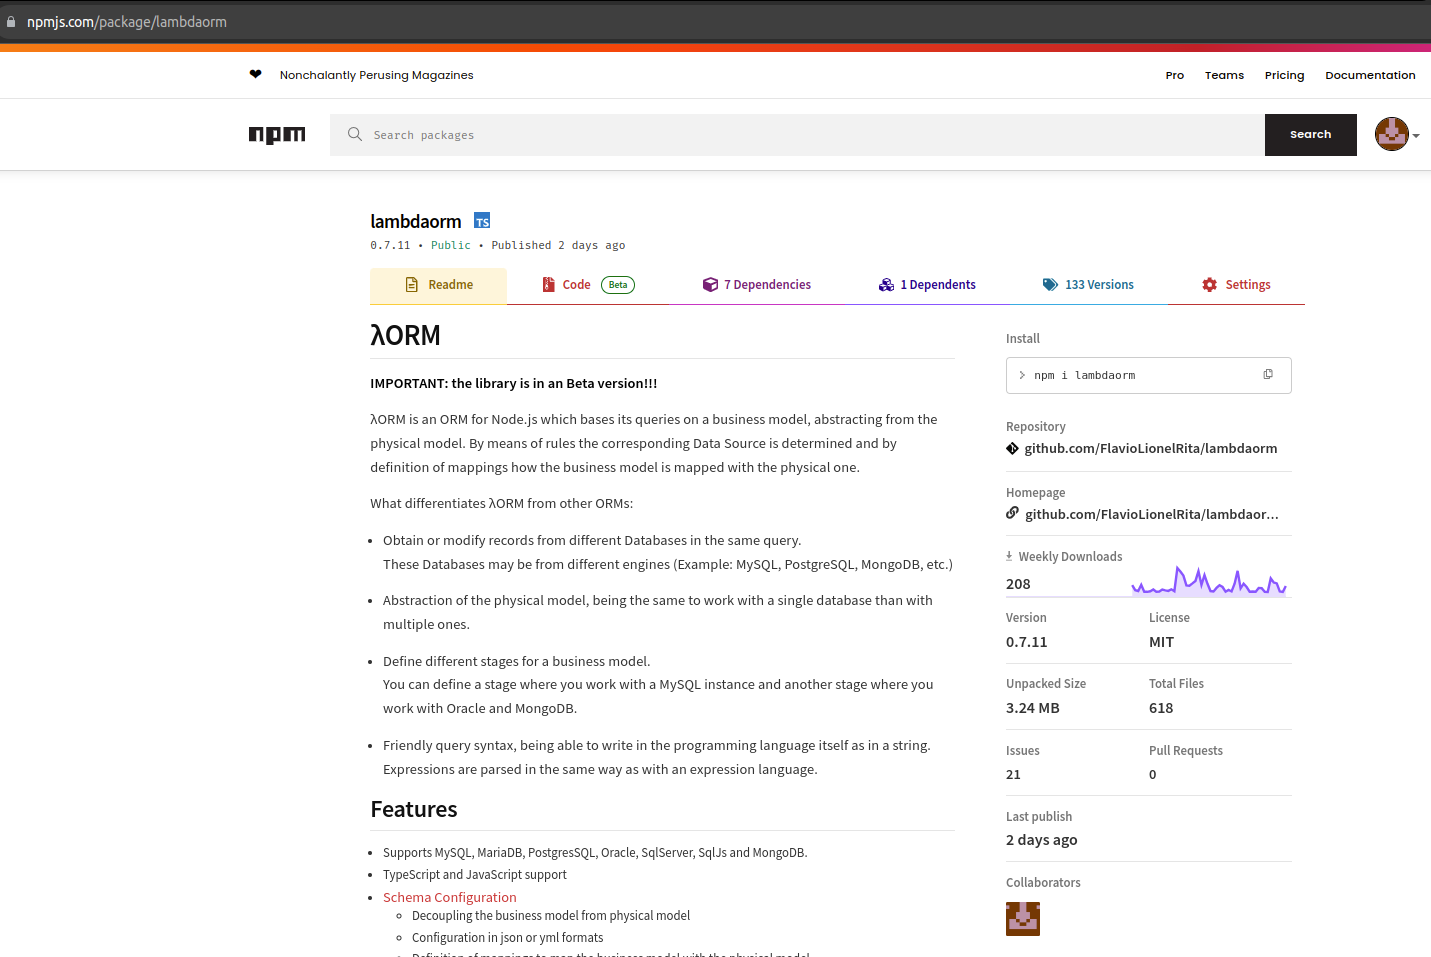 npmjs.com/package/lambdaorm
❤ Nonchalantly Perusing Magazines
Pro Teams Pricing Documentation
npm
Search packages
Search
lambdaorm TS
0.7.11 • Public • Published 2 days ago
Readme
Code Beta
7 Dependencies
1 Dependents
133 Versions
Settings
λORM
IMPORTANT: the library is in an Beta version!!!
λORM is an ORM for Node.js which bases its queries on a business model, abstracting from the
physical model. By means of rules the corresponding Data Source is determined and by
definition of mappings how the business model is mapped with the physical one.
What differentiates λORM from other ORMs:
• Obtain or modify records from different Databases in the same query.
These Databases may be from different engines (Example: MySQL, PostgreSQL, MongoDB, etc.)
• Abstraction of the physical model, being the same to work with a single database than with
multiple ones.
• Define different stages for a business model.
You can define a stage where you work with a MySQL instance and another stage where you
work with Oracle and MongoDB.
• Friendly query syntax, being able to write in the programming language itself as in a string.
Expressions are parsed in the same way as with an expression language.
Features
• Supports MySQL, MariaDB, PostgresSQL, Oracle, SqlServer, SqlJs and MongoDB.
• TypeScript and JavaScript support
• Schema Configuration
◦ Decoupling the business model from physical model
◦ Configuration in json or yml formats
◦ Definition of mappings to map the business model with the physical model
Install
> npm i lambdaorm
Repository
github.com/FlavioLionelRita/lambdaorm
Homepage
github.com/FlavioLionelRita/lambdaor...
Weekly Downloads
208
Version License
0.7.11 MIT
Unpacked Size Total Files
3.24 MB 618
Issues Pull Requests
21 0
Last publish
2 days ago
Collaborators